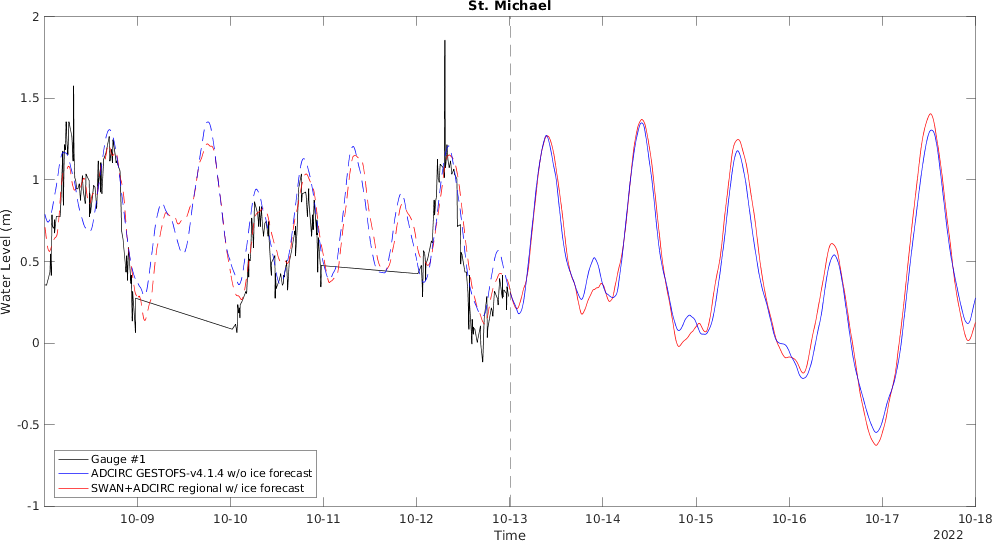 St. Michael
2
1.5
1
0.5
0
-0.5
-1
Water Level (m)
Gauge #1
ADCIRC GESTOFS-v4.1.4 w/o ice forecast
SWAN+ADCIRC regional w/ ice forecast
10-09 10-10 10-11 10-12 10-13 10-14 10-15 10-16 10-17 10-18
Time
2022